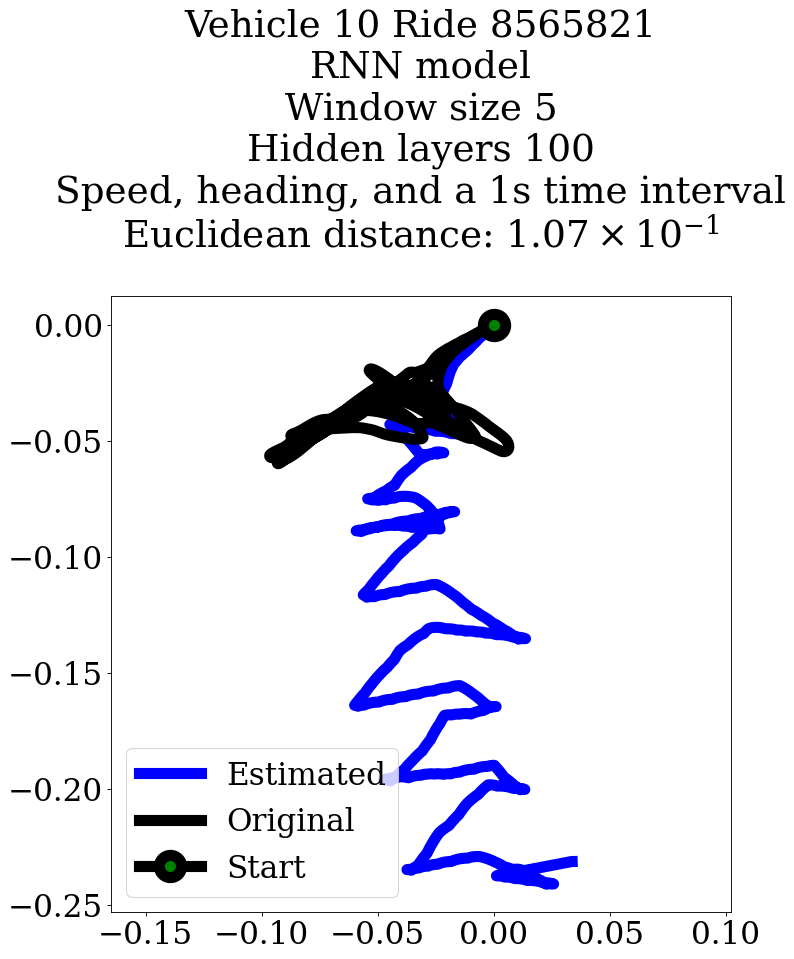 Vehicle 10 Ride 8565821
RNN model
Window size 5
Hidden layers 100
Speed, heading, and a 1s time interval
Euclidean distance: 1.07 × 10⁻¹
0.00
−0.05
−0.10
−0.15
−0.20
−0.25
Estimated
Original
Start
−0.15 −0.10 −0.05 0.00 0.05 0.10